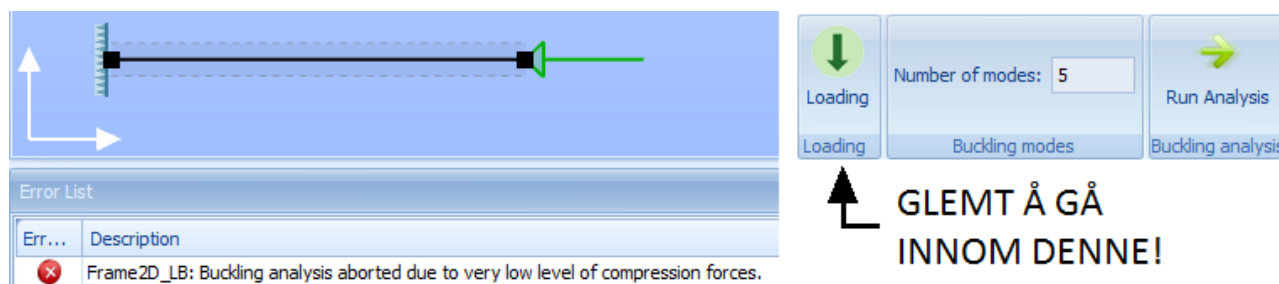 Error List
Err... Description
Frame2D_LB: Buckling analysis aborted due to very low level of compression forces.
Number of modes: 5
Loading
Run Analysis
Loading
Buckling modes
Buckling analysis
GLEMT Å GÅ
INNOM DENNE!